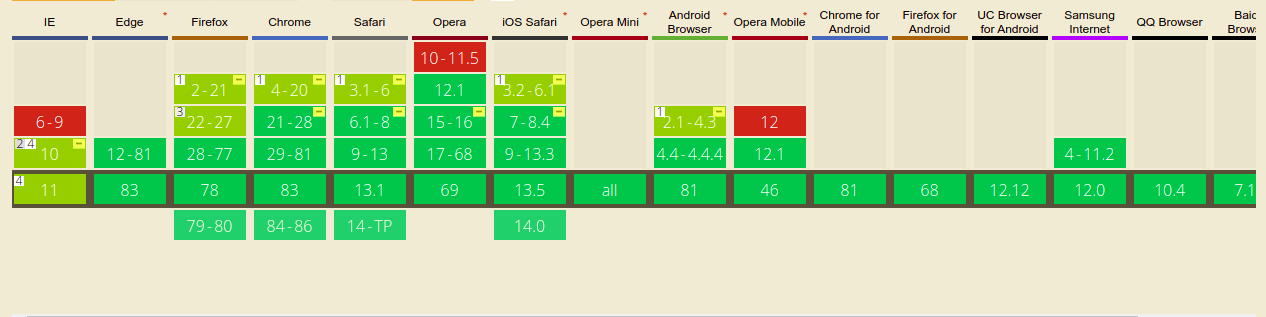 IE Edge * Firefox Chrome Safari Opera iOS Safari * Opera Mini * Android Browser * Opera Mobile * Chrome for Android Firefox for Android UC Browser for Android Samsung Internet QQ Browser Baid Brows
10 - 11.5
1 2 - 21 − 1 4 - 20 − 1 3.1 - 6 − 12.1 1 3.2 - 6.1 −
6 - 9 3 22 - 27 21 - 28 − 6.1 - 8 − 15 - 16 − 7 - 8.4 − 1 2.1 - 4.3 − 12
2 4 10 − 12 - 81 28 - 77 29 - 81 9 - 13 17 - 68 9 - 13.3 4.4 - 4.4.4 12.1 4 - 11.2
4 11 83 78 83 13.1 69 13.5 all 81 46 81 68 12.12 12.0 10.4 7.1
79 - 80 84 - 86 14 - TP 14.0